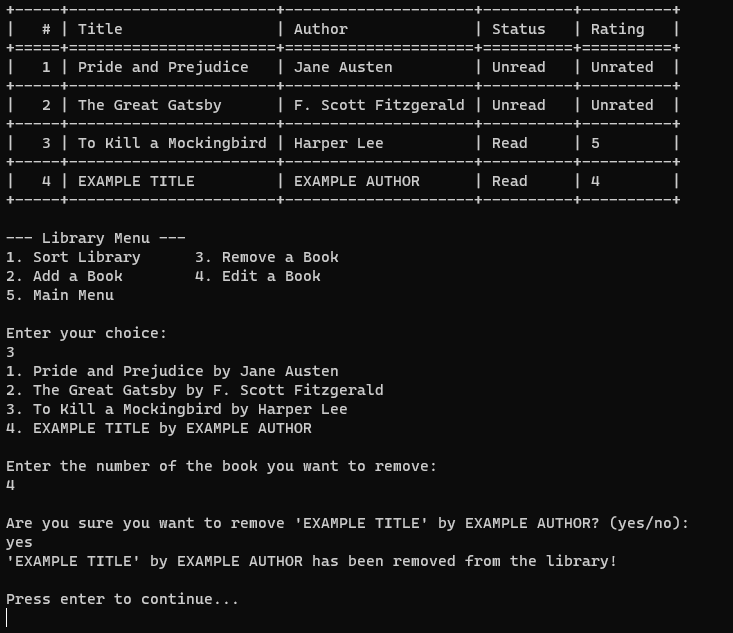 +-----+-----------------------+---------------------+----------+----------+
|   # | Title                 | Author              | Status   | Rating   |
+=====+=======================+=====================+==========+==========+
|   1 | Pride and Prejudice   | Jane Austen         | Unread   | Unrated  |
+-----+-----------------------+---------------------+----------+----------+
|   2 | The Great Gatsby      | F. Scott Fitzgerald | Unread   | Unrated  |
+-----+-----------------------+---------------------+----------+----------+
|   3 | To Kill a Mockingbird | Harper Lee          | Read     | 5        |
+-----+-----------------------+---------------------+----------+----------+
|   4 | EXAMPLE TITLE         | EXAMPLE AUTHOR      | Read     | 4        |
+-----+-----------------------+---------------------+----------+----------+
--- Library Menu ---
1. Sort Library      3. Remove a Book
2. Add a Book        4. Edit a Book
5. Main Menu
Enter your choice:
3
1. Pride and Prejudice by Jane Austen
2. The Great Gatsby by F. Scott Fitzgerald
3. To Kill a Mockingbird by Harper Lee
4. EXAMPLE TITLE by EXAMPLE AUTHOR
Enter the number of the book you want to remove:
4
Are you sure you want to remove 'EXAMPLE TITLE' by EXAMPLE AUTHOR? (yes/no):
yes
'EXAMPLE TITLE' by EXAMPLE AUTHOR has been removed from the library!
Press enter to continue...